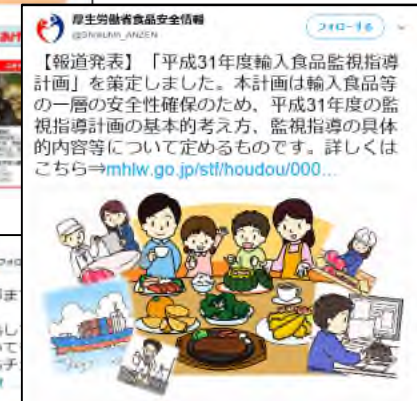 厚生労働省食品安全情報
フォローする
【報道発表】「平成31年度輸入食品監視指導
計画」を策定しました。本計画は輸入食品等
の一層の安全性確保のため、平成31年度の監
視指導計画の基本的考え方、監視指導の具体
的内容等について定めるものです。詳しくは
こちら⇒mhlw.go.jp/stf/houdou/000…